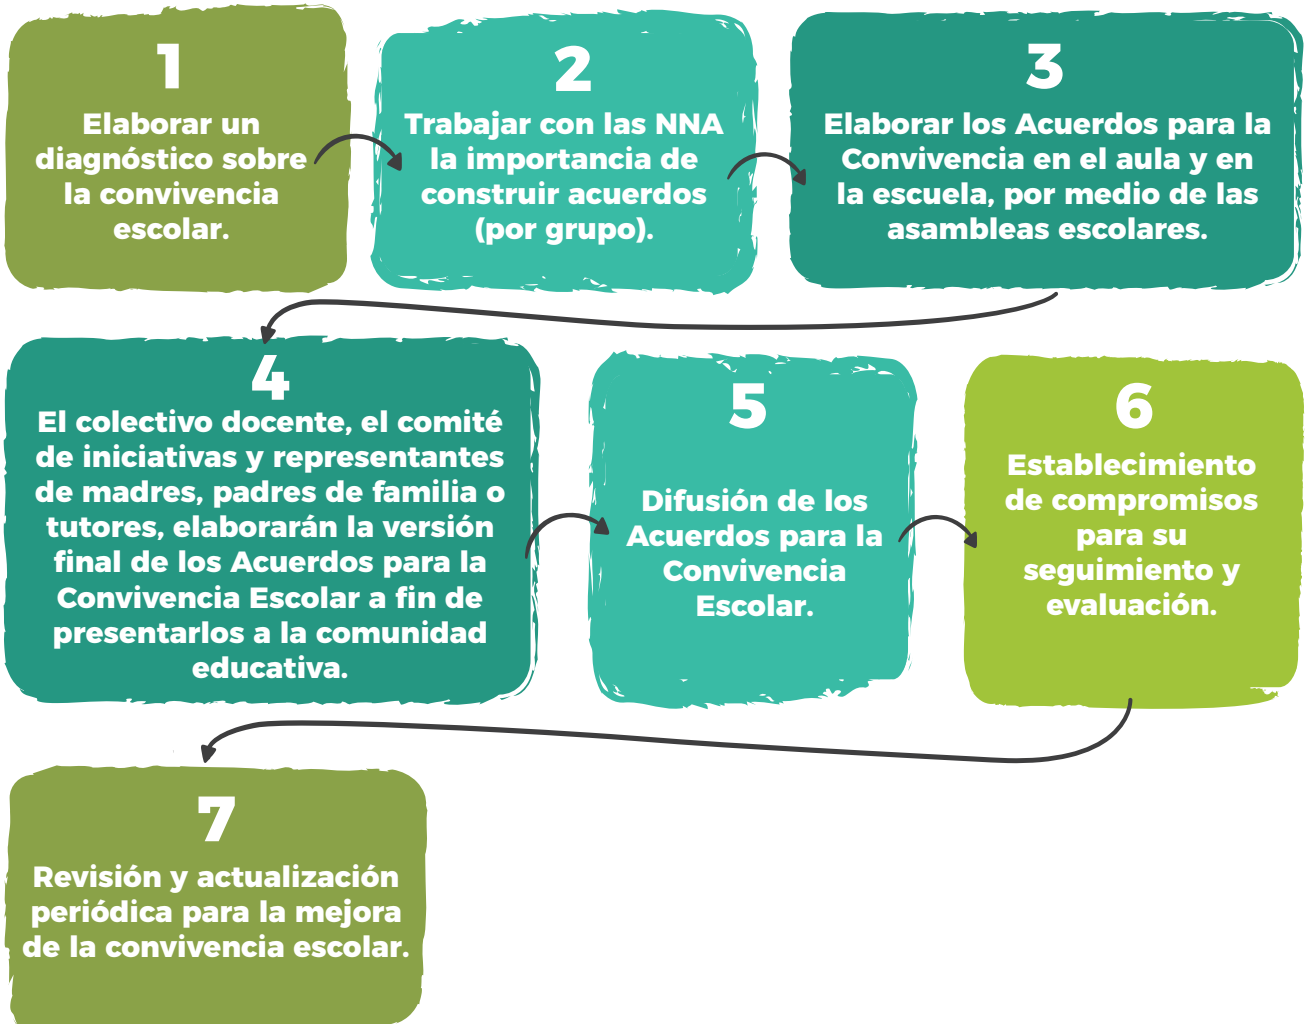 1
Elaborar un
diagnóstico sobre
la convivencia
escolar.
2
Trabajar con las NNA
la importancia de
construir acuerdos
(por grupo).
3
Elaborar los Acuerdos para la
Convivencia en el aula y en
la escuela, por medio de las
asambleas escolares.
4
El colectivo docente, el comité
de iniciativas y representantes
de madres, padres de familia o
tutores, elaborarán la versión
final de los Acuerdos para la
Convivencia Escolar a fin de
presentarlos a la comunidad
educativa.
5
Difusión de los
Acuerdos para la
Convivencia
Escolar.
6
Establecimiento
de compromisos
para su
seguimiento y
evaluación.
7
Revisión y actualización
periódica para la mejora
de la convivencia escolar.